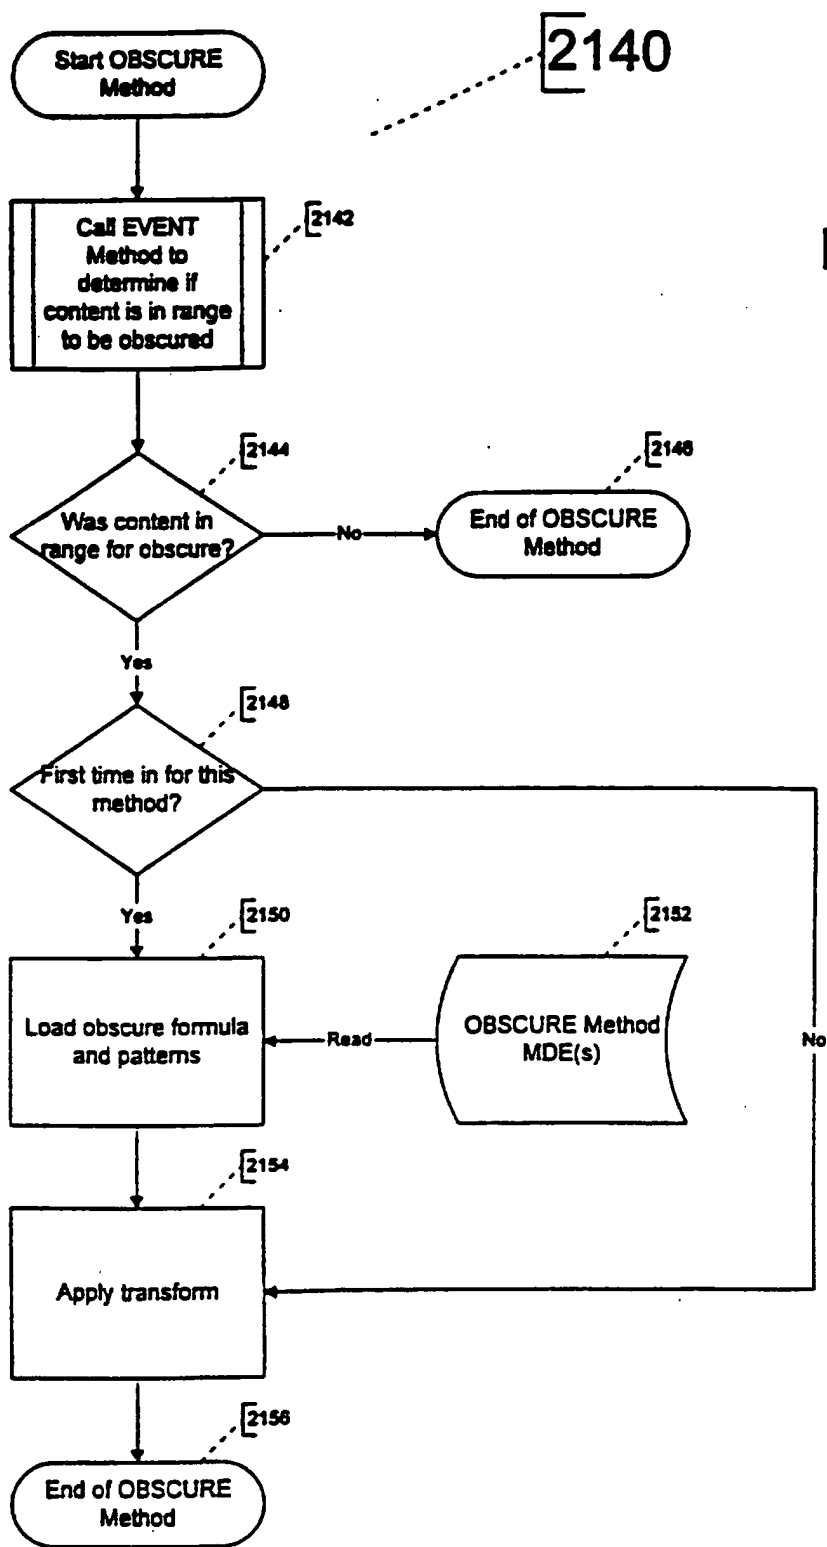 2140
Start OBSCURE
Method
2142
Call EVENT
Method to
determine if
content is in range
to be obscured
2144
Was content in
range for obscure?
No
2146
End of OBSCURE
Method
Yes
2148
First time in for this
method?
Yes
No
2150
Load obscure formula
and patterns
Read
2152
OBSCURE Method
MDE(s)
2154
Apply transform
2156
End of OBSCURE
Method